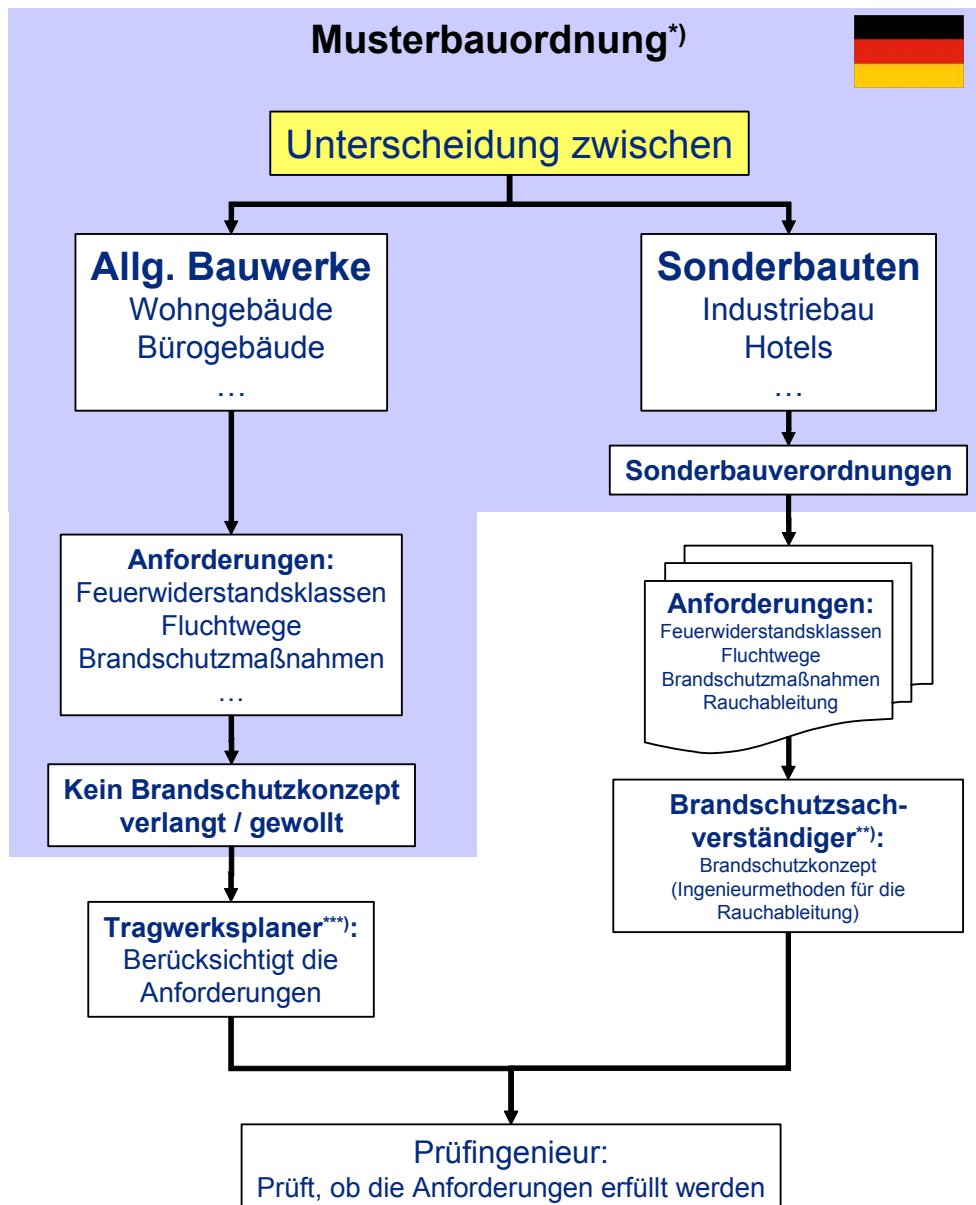 Musterbauordnung*)
Unterscheidung zwischen
Allg. Bauwerke
Wohngebäude
Bürogebäude
…
Sonderbauten
Industriebau
Hotels
…
Sonderbauverordnungen
Anforderungen:
Feuerwiderstandsklassen
Fluchtwege
Brandschutzmaßnahmen
…
Anforderungen:
Feuerwiderstandsklassen
Fluchtwege
Brandschutzmaßnahmen
Rauchableitung
Kein Brandschutzkonzept
verlangt / gewollt
Brandschutzsach-
verständiger**):
Brandschutzkonzept
(Ingenieurmethoden für die
Rauchableitung)
Tragwerksplaner***):
Berücksichtigt die
Anforderungen
Prüfingenieur:
Prüft, ob die Anforderungen erfüllt werden